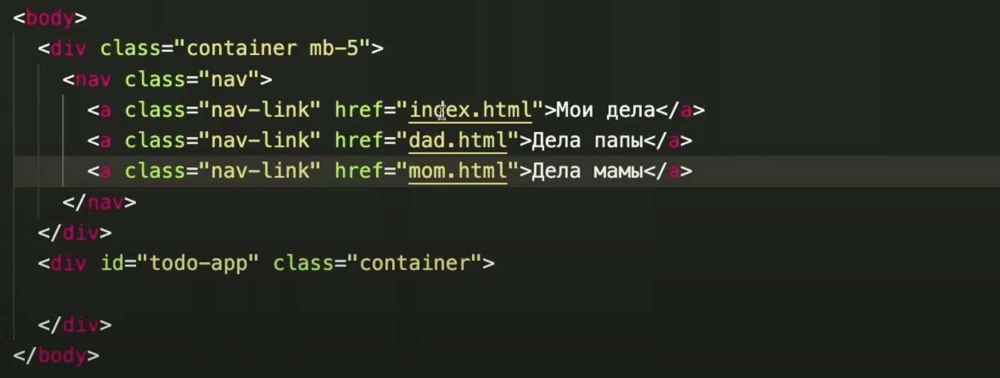 <body>
<div class="container mb-5">
<nav class="nav">
<a class="nav-link" href="index.html">Мои дела</a>
<a class="nav-link" href="dad.html">Дела папы</a>
<a class="nav-link" href="mom.html">Дела мамы</a>
</nav>
</div>
<div id="todo-app" class="container">
</div>
</body>